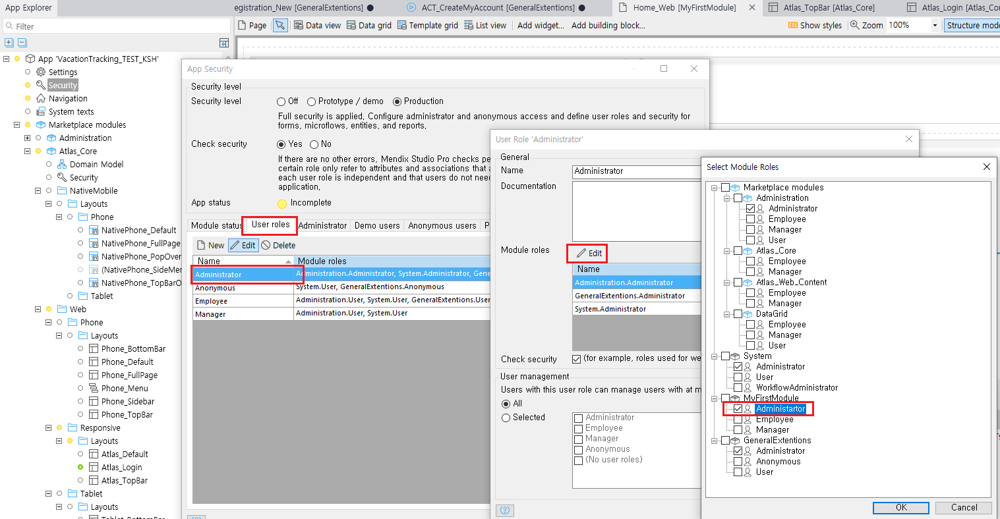 App Explorer
Filter
App 'VacationTracking_TEST_KSH'
Settings
Security
Navigation
System texts
Marketplace modules
Administration
Atlas_Core
Domain Model
Security
NativeMobile
Layouts
Phone
NativePhone_Default
NativePhone_FullPage
NativePhone_PopOver
(NativePhone_SideMen
NativePhone_TopBarO
Tablet
Web
Phone
Layouts
Phone_BottomBar
Phone_Default
Phone_FullPage
Phone_Menu
Phone_Sidebar
Phone_TopBar
Responsive
Layouts
Atlas_Default
Atlas_Login
Atlas_TopBar
Tablet
Layouts
Tablet_BottomBar
egistration_New [GeneralExtentions]
ACT_CreateMyAccount [GeneralExtentions]
Home_Web [MyFirstModule]
Atlas_TopBar [Atlas_Core]
Atlas_Login [Atlas_Cor
Page
Data view
Data grid
Template grid
List view
Add widget...
Add building block...
Show styles
Zoom
100%
Structure mode
App Security
Security level
Security level
Off
Prototype / demo
Production
Full security is applied. Configure administrator and anonymous access and define user roles and security for
forms, microflows, entities, and reports.
Check security
Yes
No
If there are no other errors, Mendix Studio Pro checks pe
certain role only refer to attributes and associations that a
each user role is independent and that users do not need
application.
App status
Incomplete
Module status
User roles
Administrator
Demo users
Anonymous users
P
New
Edit
Delete
Name
Module roles
Administrator
Administration.Administrator, System.Administrator, Gene
Anonymous
System.User, GeneralExtentions.Anonymous
Employee
Administration.User, System.User, GeneralExtentions.User
Manager
Administration.User, System.User
User Role 'Administrator'
General
Name
Administrator
Documentation
Module roles
Edit
Name
Administration.Administrator
GeneralExtentions.Administrator
System.Administrator
Check security
(for example, roles used for we
User management
Users with this user role can manage users with at m
All
Selected
Administrator
Employee
Manager
Anonymous
(No user roles)
Select Module Roles
Marketplace modules
Administration
Administrator
Employee
Manager
User
Atlas_Core
Employee
Manager
Atlas_Web_Content
Employee
Manager
DataGrid
Employee
Manager
User
System
Administrator
User
WorkflowAdministrator
MyFirstModule
Administartor
Employee
Manager
GeneralExtentions
Administrator
Anonymous
User
OK
Cancel